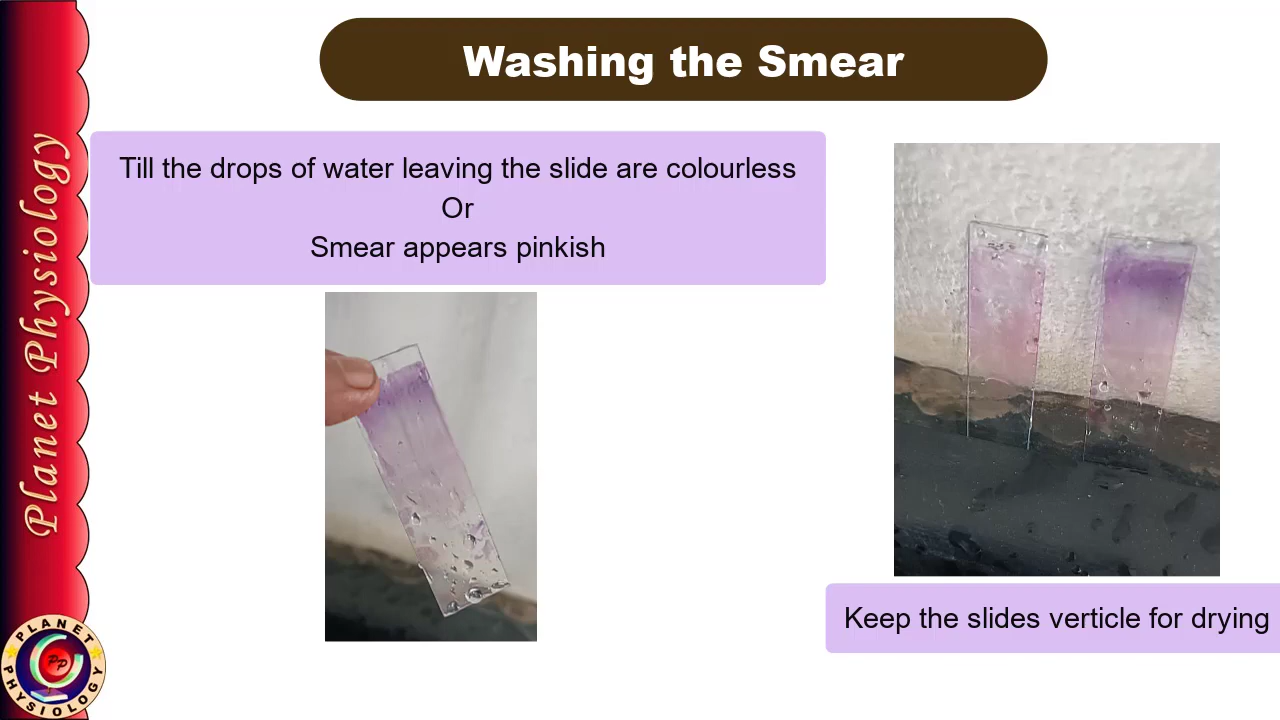 Washing the Smear
Till the drops of water leaving the slide are colourless
Or
Smear appears pinkish
Keep the slides verticle for drying
Planet Physiology
PLANET
PP
PHYSIOLOGY